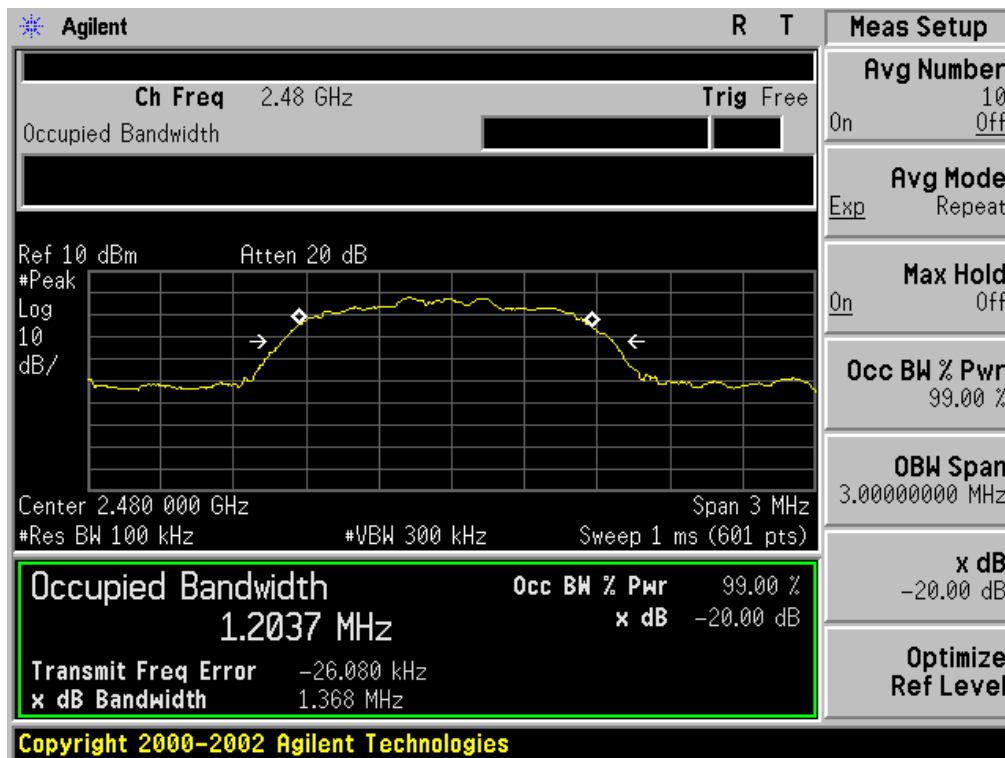 Agilent R T
Ch Freq 2.48 GHz Trig Free
Occupied Bandwidth
Ref 10 dBm Atten 20 dB
#Peak
Log
10
dB/
Center 2.480 000 GHz Span 3 MHz
#Res BW 100 kHz #VBW 300 kHz Sweep 1 ms (601 pts)
Occupied Bandwidth Occ BW % Pwr 99.00 %
1.2037 MHz x dB -20.00 dB
Transmit Freq Error -26.080 kHz
x dB Bandwidth 1.368 MHz
Copyright 2000-2002 Agilent Technologies
Meas Setup
Avg Number
10
On Off
Avg Mode
Exp Repeat
Max Hold
On Off
Occ BW % Pwr
99.00 %
OBW Span
3.00000000 MHz
x dB
-20.00 dB
Optimize
Ref Level